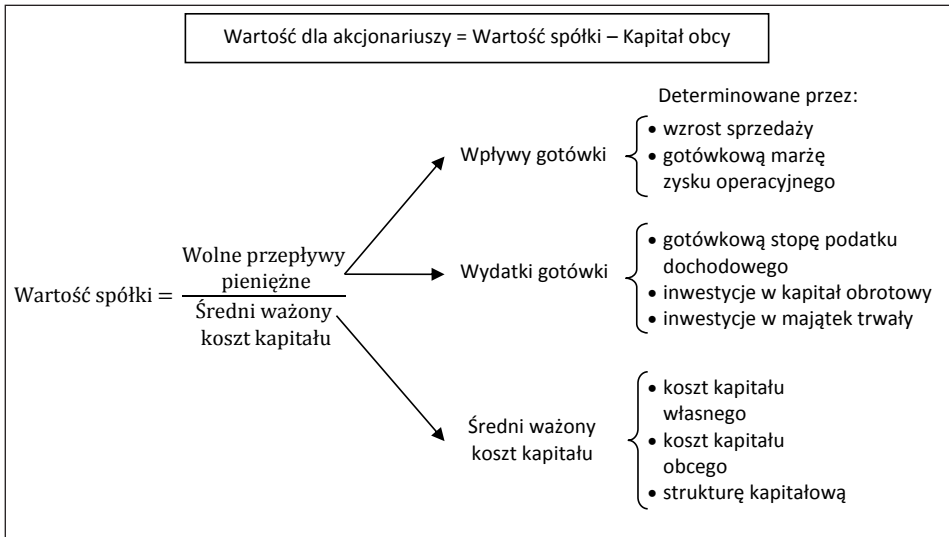 Wartość dla akcjonariuszy = Wartość spółki – Kapitał obcy
Determinowane przez:
Wpływy gotówki
• wzrost sprzedaży
• gotówkową marżę
zysku operacyjnego
Wartość spółki =
Wolne przepływy
pieniężne
Średni ważony
koszt kapitału
Wydatki gotówki
• gotówkową stopę podatku
dochodowego
• inwestycje w kapitał obrotowy
• inwestycje w majątek trwały
Średni ważony
koszt kapitału
• koszt kapitału
własnego
• koszt kapitału
obcego
• strukturę kapitałową